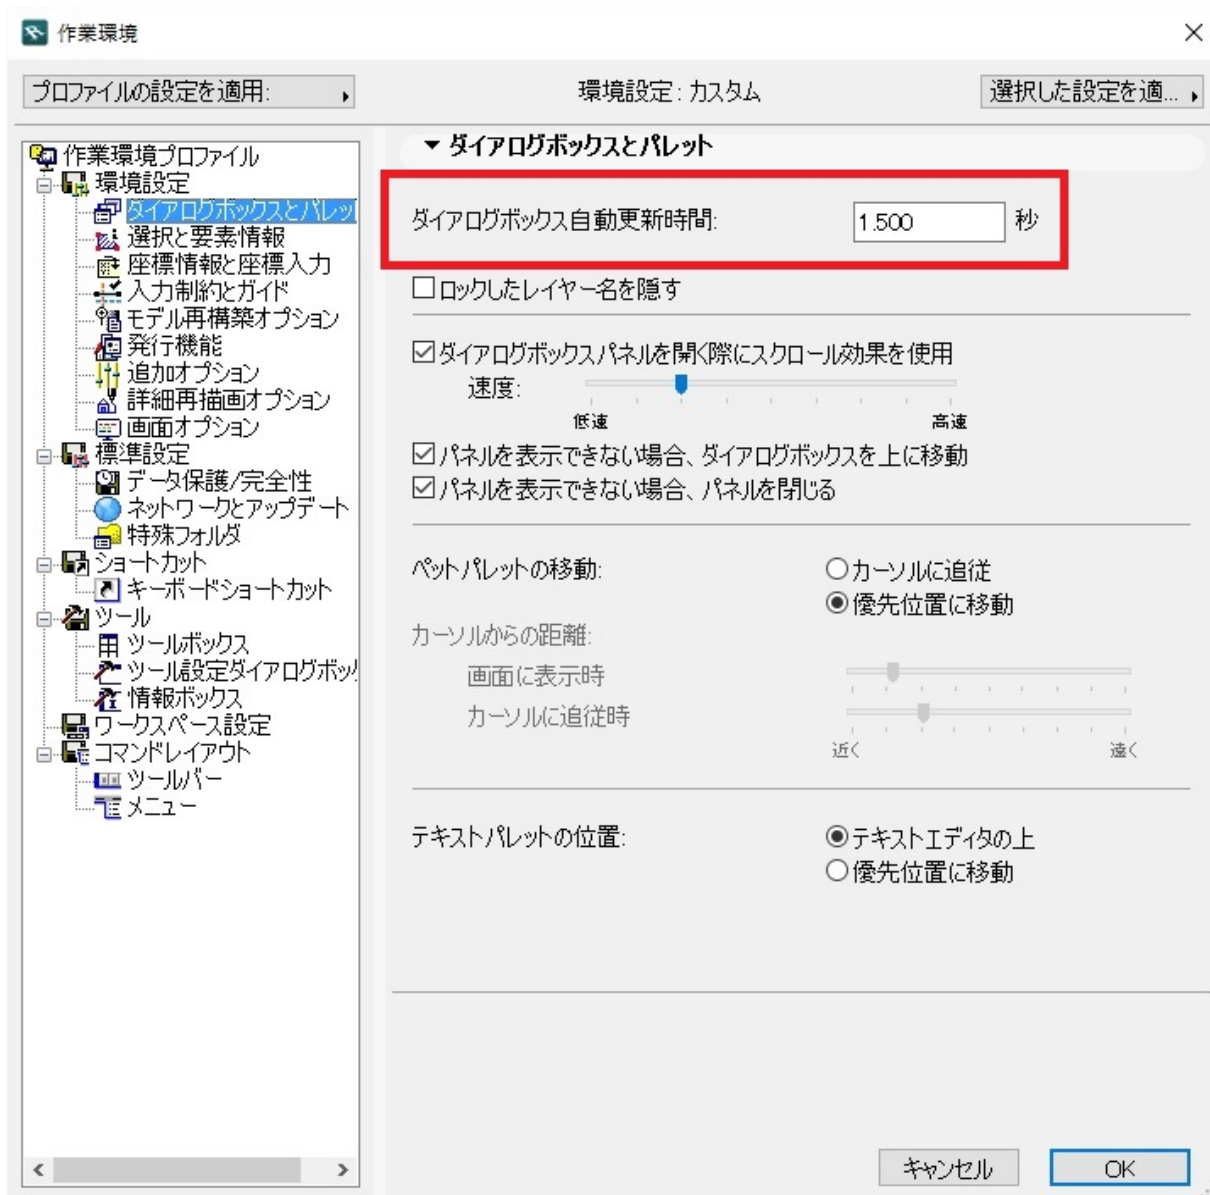 作業環境
プロファイルの設定を適用:
環境設定 : カスタム
選択した設定を適...
作業環境プロファイル
環境設定
ダイアログボックスとパレッ
選択と要素情報
座標情報と座標入力
入力制約とガイド
モデル再構築オプション
発行機能
追加オプション
詳細再描画オプション
画面オプション
標準設定
データ保護/完全性
ネットワークとアップデート
特殊フォルダ
ショートカット
キーボードショートカット
ツール
ツールボックス
ツール設定ダイアログボッ
情報ボックス
ワークスペース設定
コマンドレイアウト
ツールバー
メニュー
ダイアログボックスとパレット
ダイアログボックス自動更新時間: 1.500 秒
ロックしたレイヤー名を隠す
ダイアログボックスパネルを開く際にスクロール効果を使用
速度:
低速 高速
パネルを表示できない場合、ダイアログボックスを上に移動
パネルを表示できない場合、パネルを閉じる
ペットパレットの移動: カーソルに追従
優先位置に移動
カーソルからの距離:
画面に表示時
カーソルに追従時
近く 遠く
テキストパレットの位置: テキストエディタの上
優先位置に移動
キャンセル OK